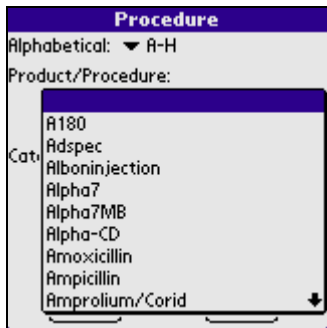 Procedure
Alphabetical: A-H
Product/Procedure:
A180
Adspec
Alboninjection
Alpha7
Alpha7MB
Alpha-CD
Amoxicillin
Ampicillin
Amprolium/Corid